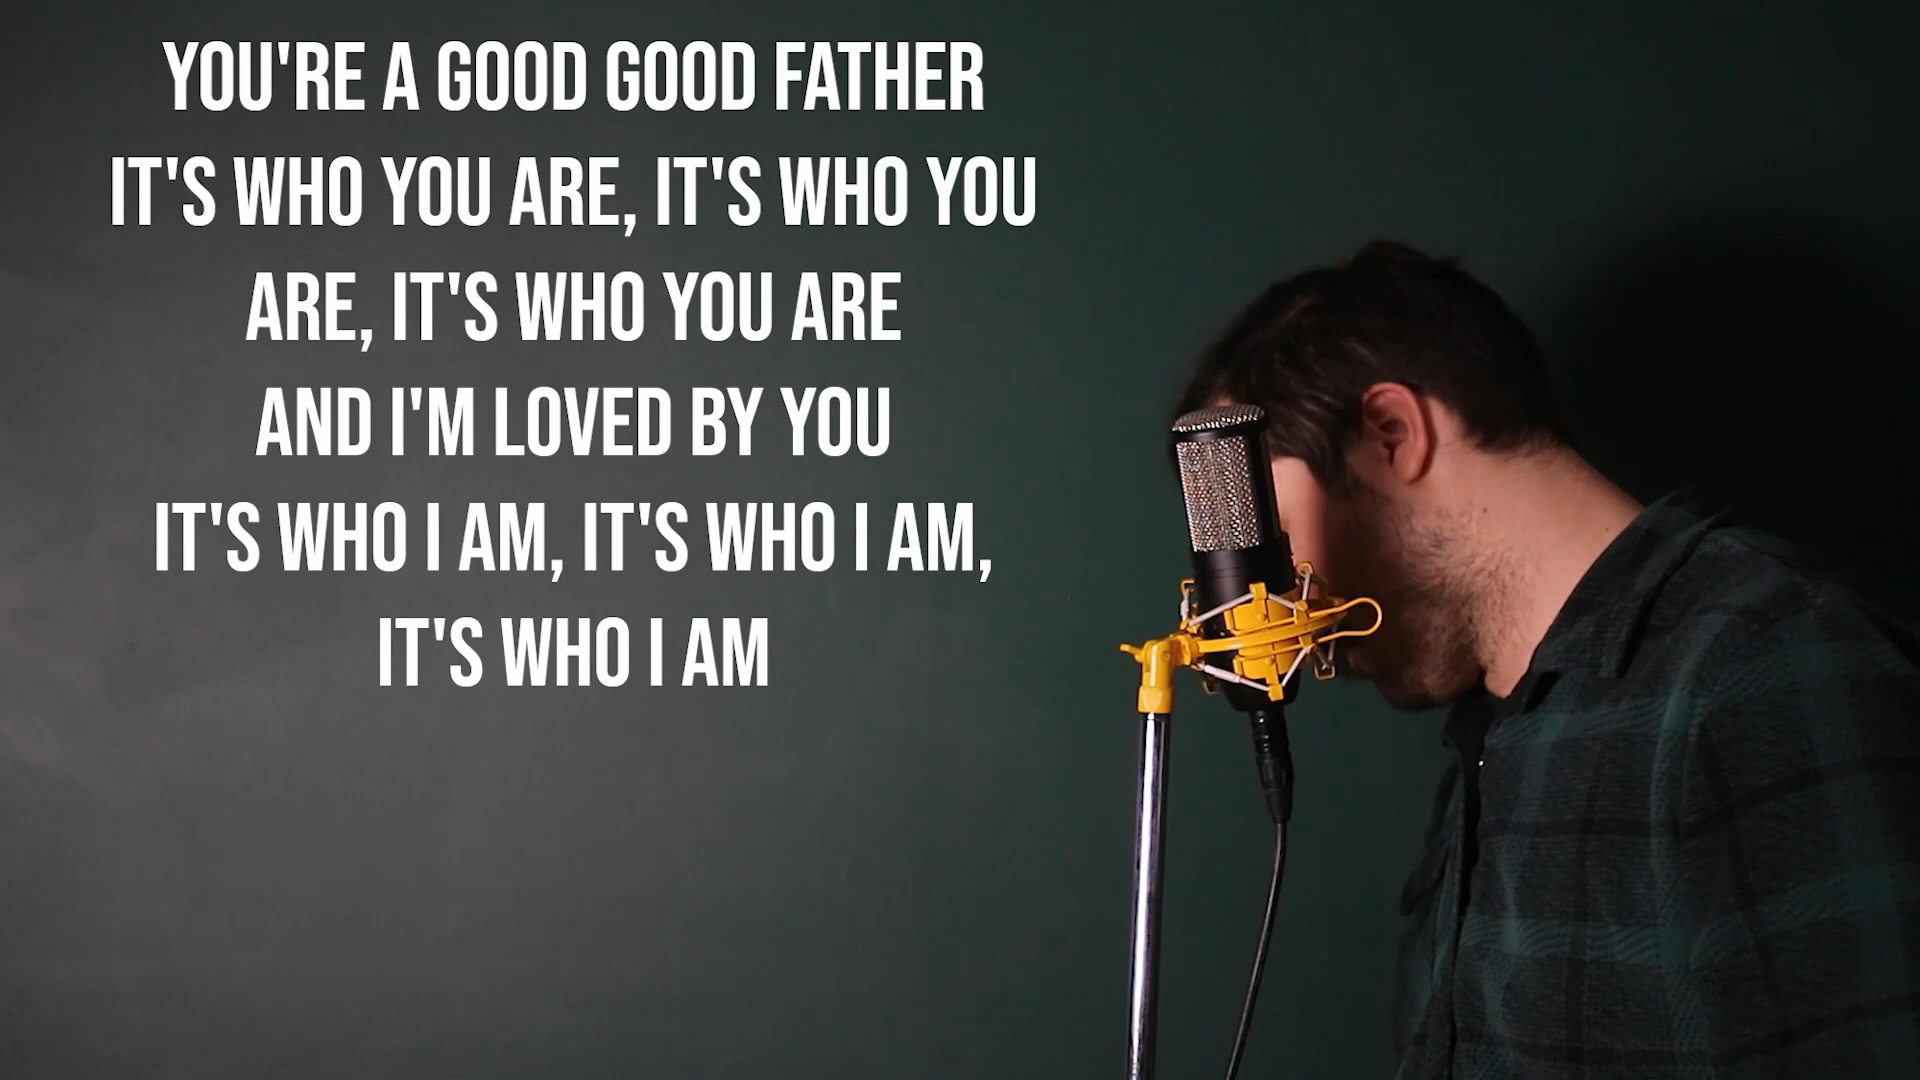 YOU'RE A GOOD GOOD FATHER
IT'S WHO YOU ARE, IT'S WHO YOU
ARE, IT'S WHO YOU ARE
AND I'M LOVED BY YOU
IT'S WHO I AM, IT'S WHO I AM,
IT'S WHO I AM